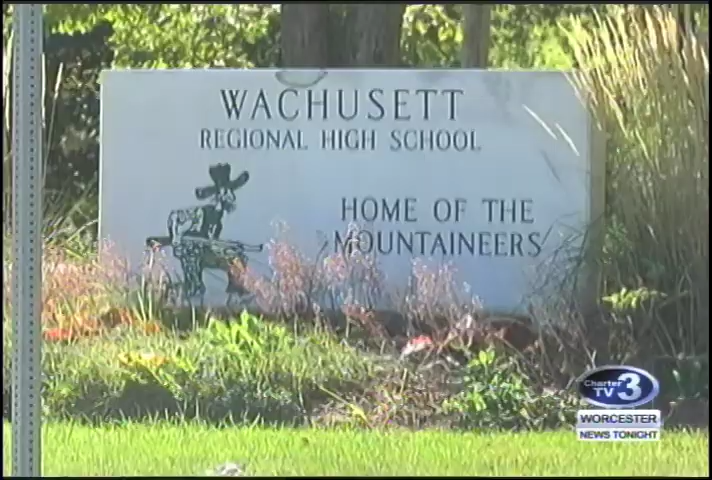 WACHUSETT
REGIONAL HIGH SCHOOL
HOME OF THE
MOUNTAINEERS
Charter
TV 3
WORCESTER
NEWS TONIGHT